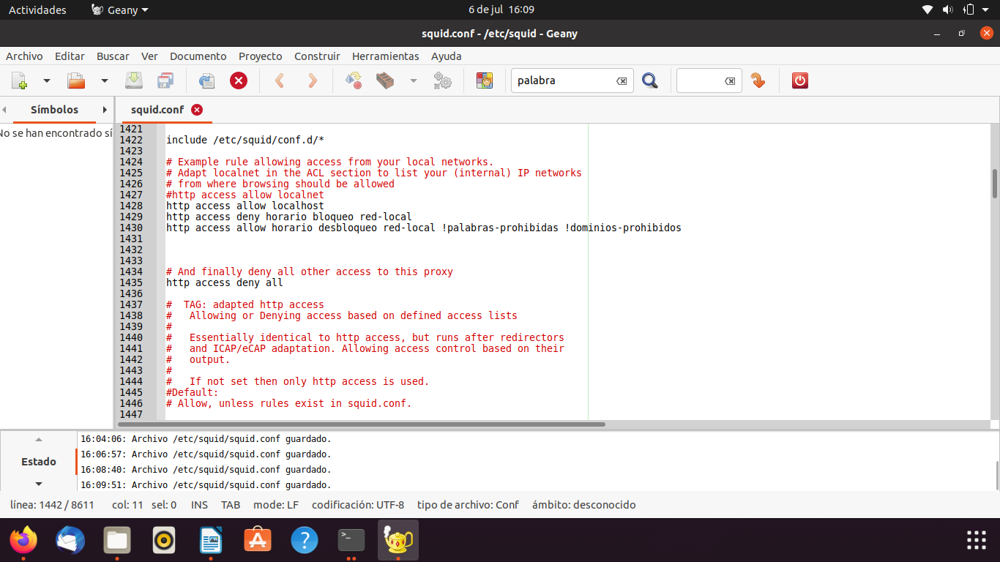 Actividades
Geany
6 de jul 16:09
squid.conf - /etc/squid - Geany
Archivo Editar Buscar Ver Documento Proyecto Construir Herramientas Ayuda
palabra
Símbolos
squid.conf
No se han encontrado sí
1421
1422 include /etc/squid/conf.d/*
1423
1424 # Example rule allowing access from your local networks.
1425 # Adapt localnet in the ACL section to list your (internal) IP networks
1426 # from where browsing should be allowed
1427 #http access allow localnet
1428 http access allow localhost
1429 http access deny horario bloqueo red-local
1430 http access allow horario desbloqueo red-local !palabras-prohibidas !dominios-prohibidos
1431
1432
1433
1434 # And finally deny all other access to this proxy
1435 http access deny all
1436
1437 #  TAG: adapted http access
1438 #   Allowing or Denying access based on defined access lists
1439 #
1440 #   Essentially identical to http access, but runs after redirectors
1441 #   and ICAP/eCAP adaptation. Allowing access control based on their
1442 #   output.
1443 #
1444 #   If not set then only http access is used.
1445 #Default:
1446 # Allow, unless rules exist in squid.conf.
1447
Estado
16:04:06: Archivo /etc/squid/squid.conf guardado.
16:06:57: Archivo /etc/squid/squid.conf guardado.
16:08:40: Archivo /etc/squid/squid.conf guardado.
16:09:51: Archivo /etc/squid/squid.conf guardado.
línea: 1442 / 8611 col: 11 sel: 0 INS TAB mode: LF codificación: UTF-8 tipo de archivo: Conf ámbito: desconocido